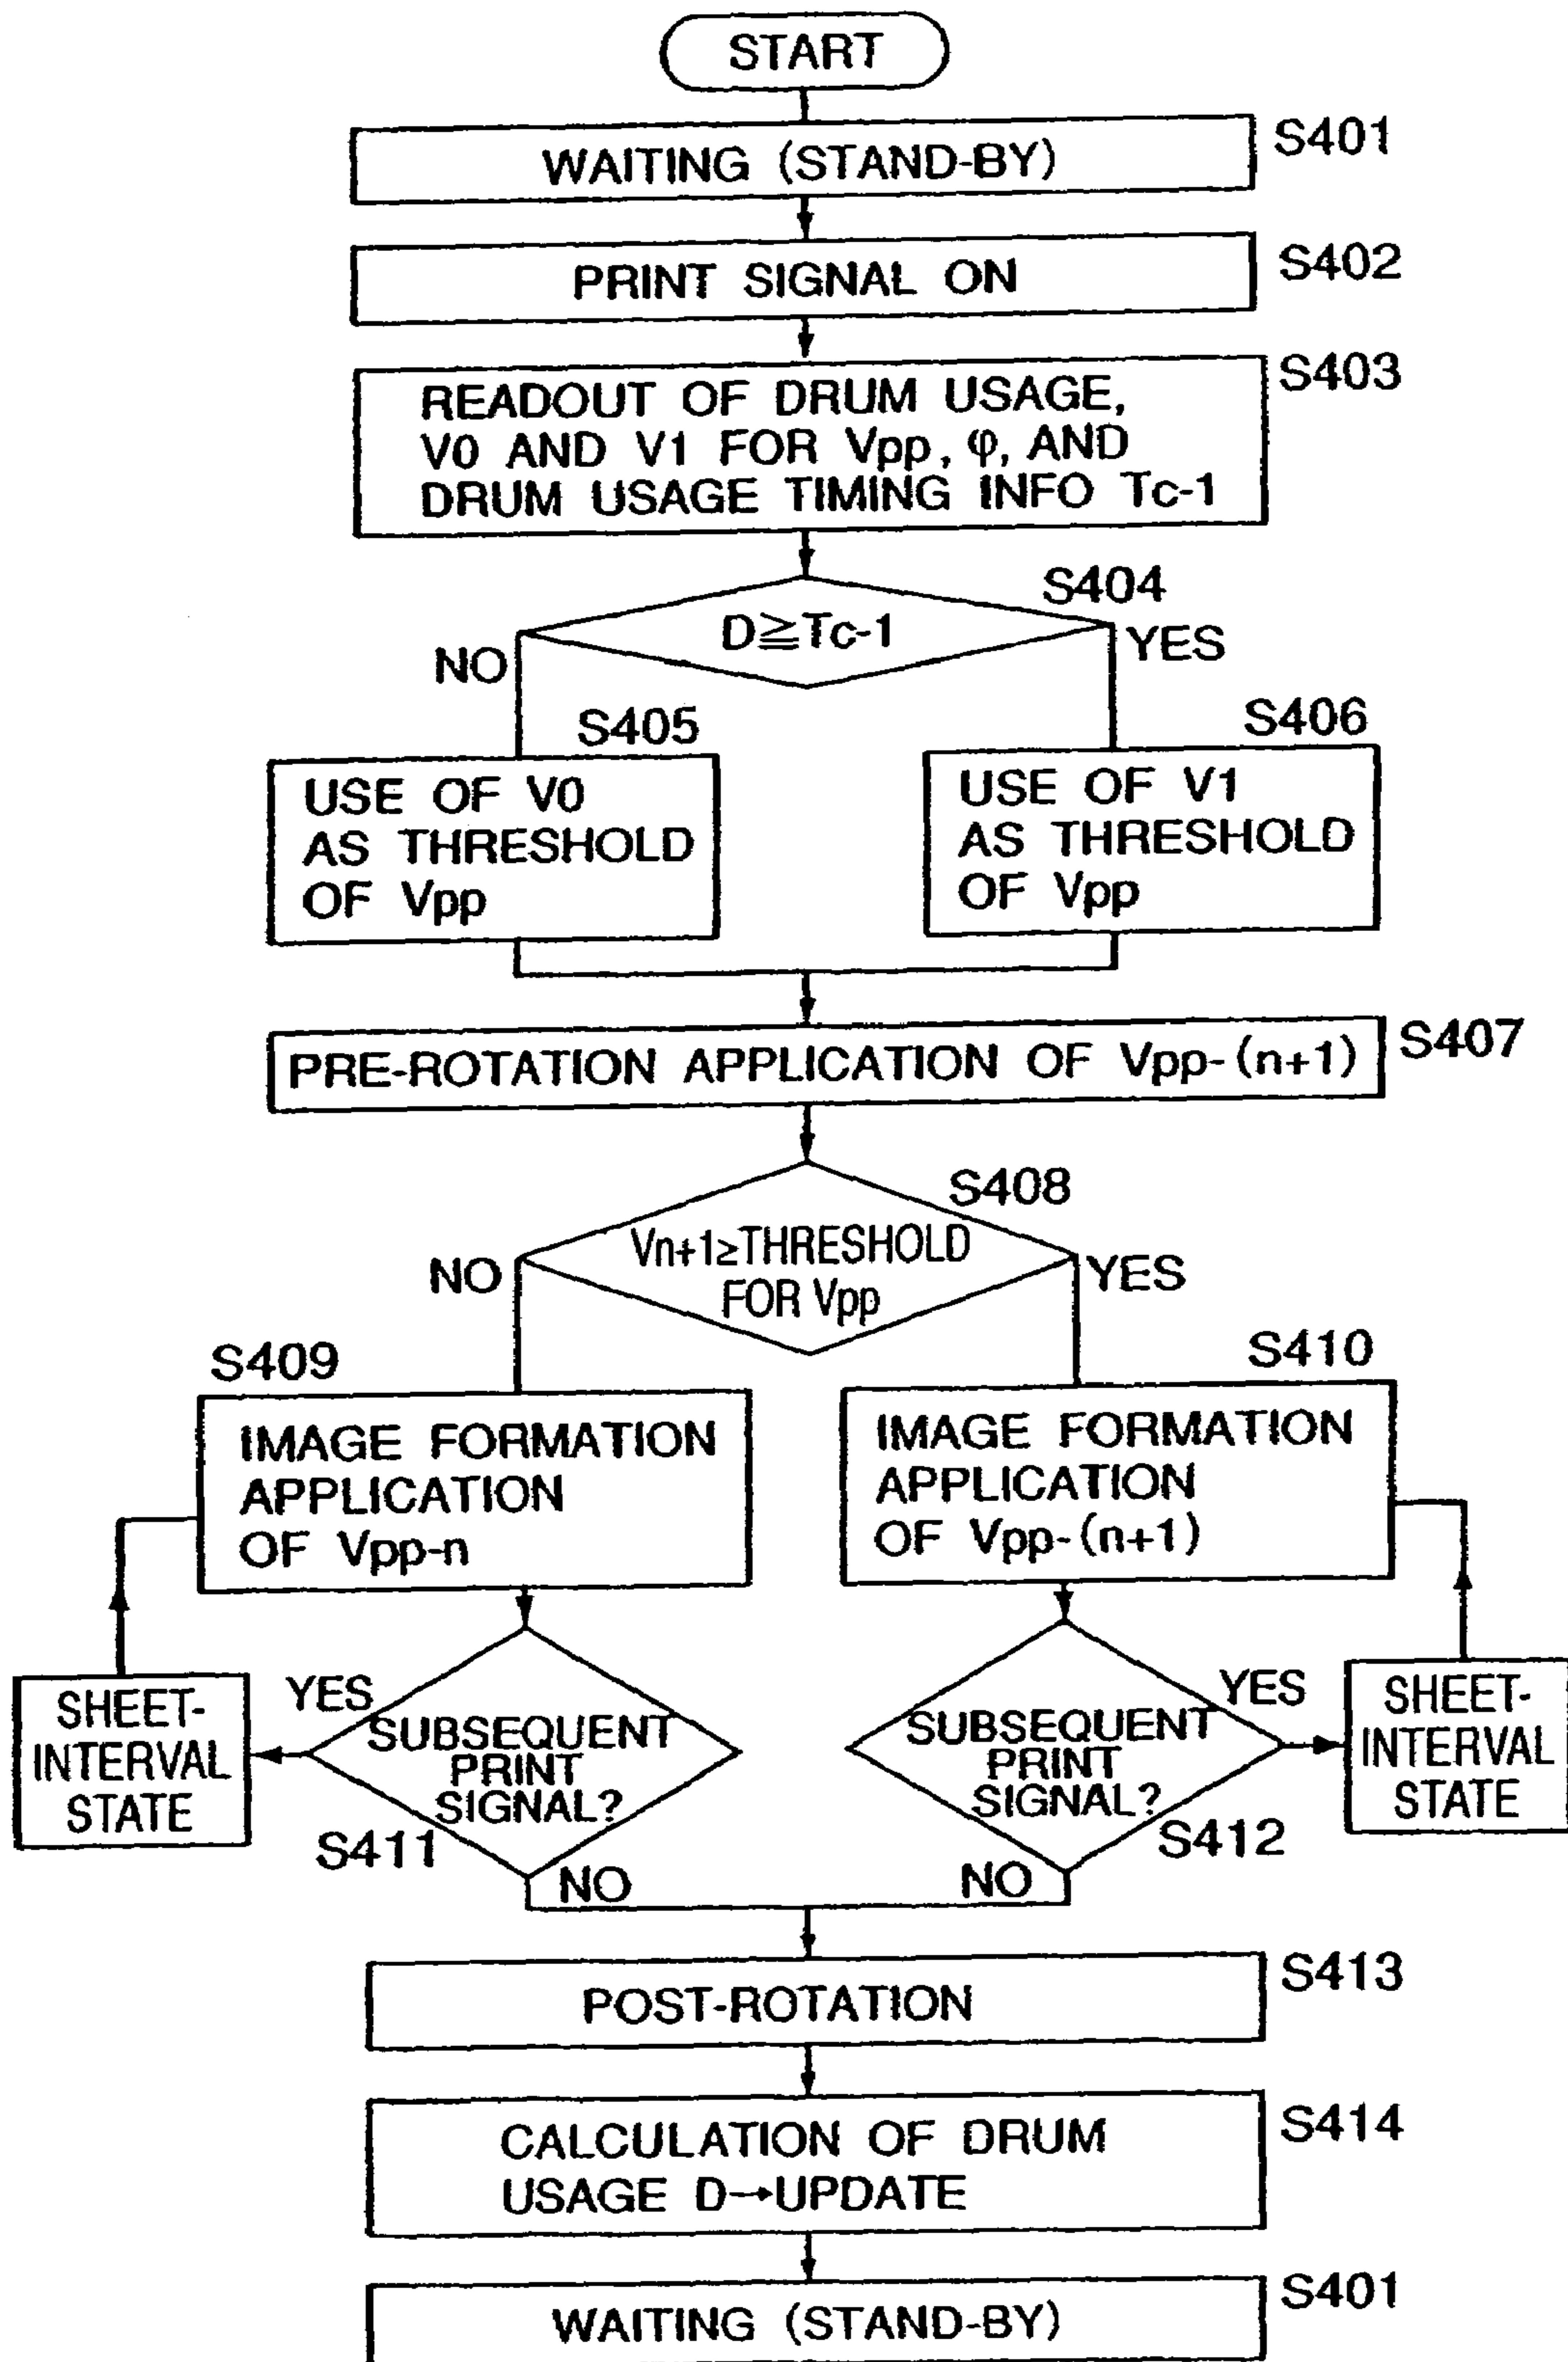 START
WAITING (STAND-BY)
S401
PRINT SIGNAL ON
S402
READOUT OF DRUM USAGE,
V0 AND V1 FOR Vpp, φ, AND
DRUM USAGE TIMING INFO Tc-1
S403
S404
D≧Tc-1
NO
YES
S405
USE OF V0
AS THRESHOLD
OF Vpp
S406
USE OF V1
AS THRESHOLD
OF Vpp
PRE-ROTATION APPLICATION OF Vpp-(n+1)
S407
S408
Vn+1≥THRESHOLD
FOR Vpp
NO
YES
S409
IMAGE FORMATION
APPLICATION
OF Vpp-n
S410
IMAGE FORMATION
APPLICATION
OF Vpp-(n+1)
SHEET-
INTERVAL
STATE
YES
SUBSEQUENT
PRINT
SIGNAL?
S411
NO
SUBSEQUENT
PRINT
SIGNAL?
YES
S412
NO
SHEET-
INTERVAL
STATE
POST-ROTATION
S413
CALCULATION OF DRUM
USAGE D→UPDATE
S414
WAITING (STAND-BY)
S401